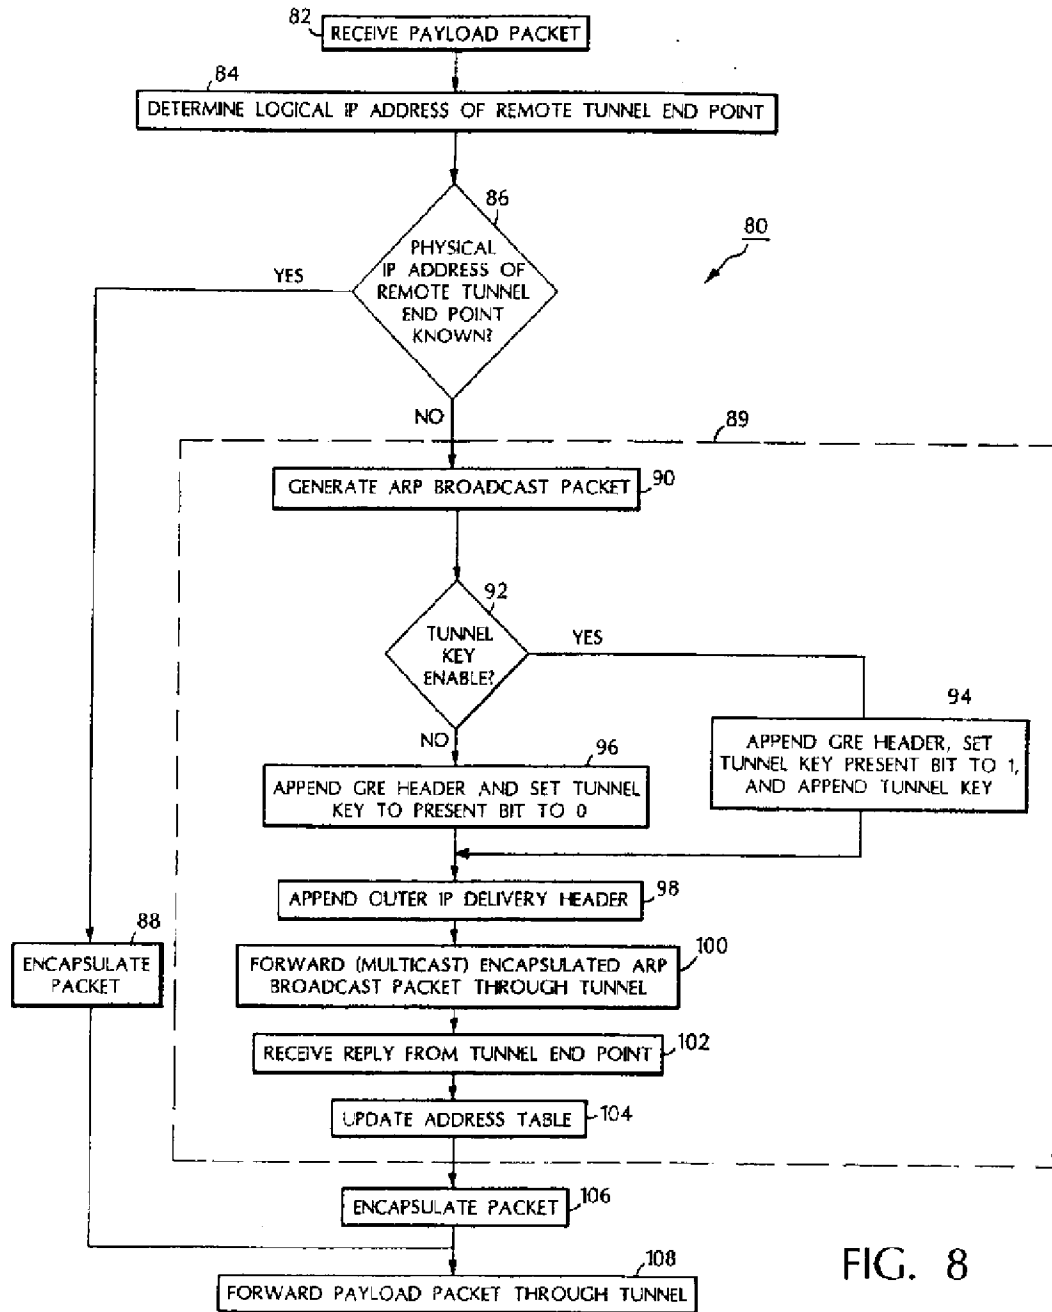 82
RECEIVE PAYLOAD PACKET
84
DETERMINE LOGICAL IP ADDRESS OF REMOTE TUNNEL END POINT
86
PHYSICAL
IP ADDRESS OF
REMOTE TUNNEL
END POINT
KNOWN?
80
YES
NO
89
GENERATE ARP BROADCAST PACKET
90
92
TUNNEL
KEY
ENABLE?
YES
NO
94
APPEND GRE HEADER, SET
TUNNEL KEY PRESENT BIT TO 1,
AND APPEND TUNNEL KEY
96
APPEND GRE HEADER AND SET TUNNEL
KEY TO PRESENT BIT TO 0
APPEND OUTER IP DELIVERY HEADER
98
88
ENCAPSULATE
PACKET
FORWARD (MULTICAST) ENCAPSULATED ARP
BROADCAST PACKET THROUGH TUNNEL
100
RECEIVE REPLY FROM TUNNEL END POINT
102
UPDATE ADDRESS TABLE
104
ENCAPSULATE PACKET
106
108
FORWARD PAYLOAD PACKET THROUGH TUNNEL
FIG. 8